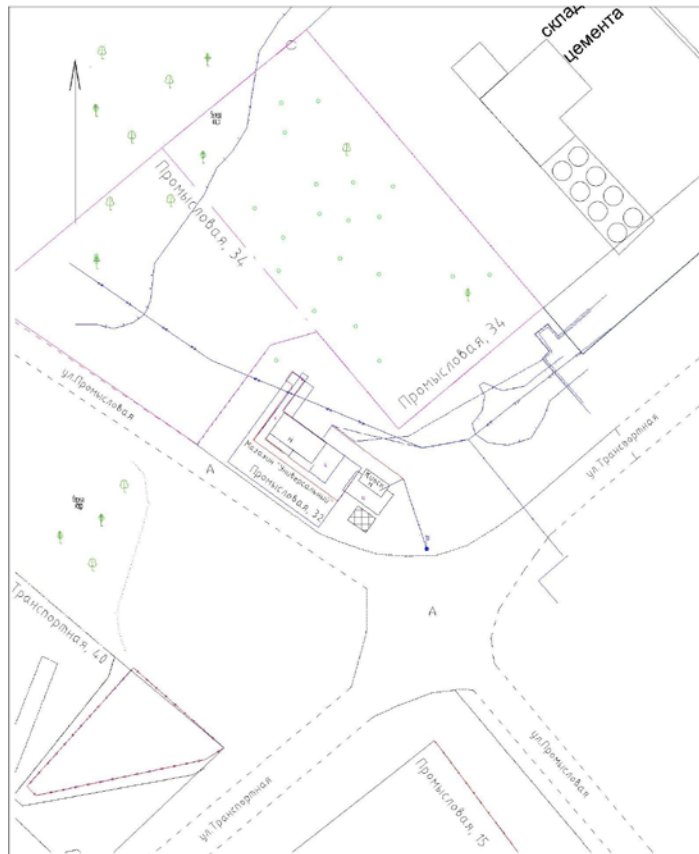 склад
цемента
С
Промысловая, 34
Промысловая, 34
ул.Промысловая
ул.Транспортная
А
Магазин "Универсальный"
Промысловая, 32
А
Транспортная, 40
ул.Транспортная
Промысловая, 15
ул.Промысловая